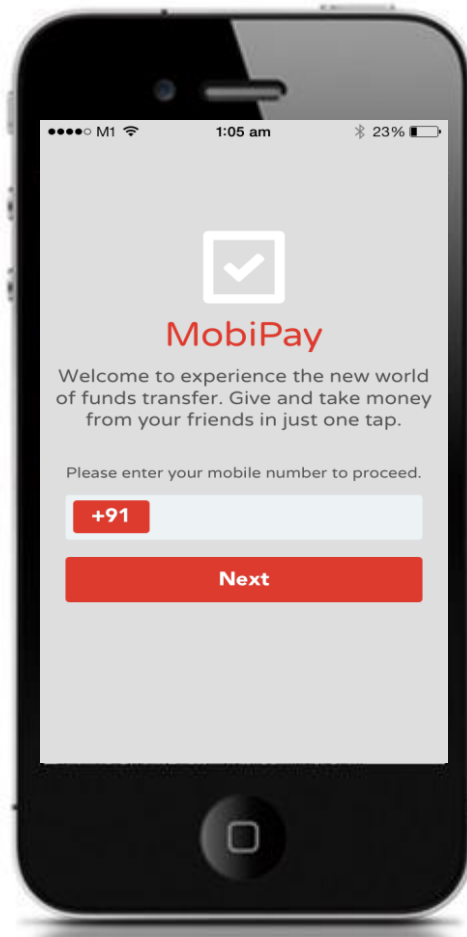 M1 1:05 am 23%
MobiPay
Welcome to experience the new world
of funds transfer. Give and take money
from your friends in just one tap.
Please enter your mobile number to proceed.
+91
Next